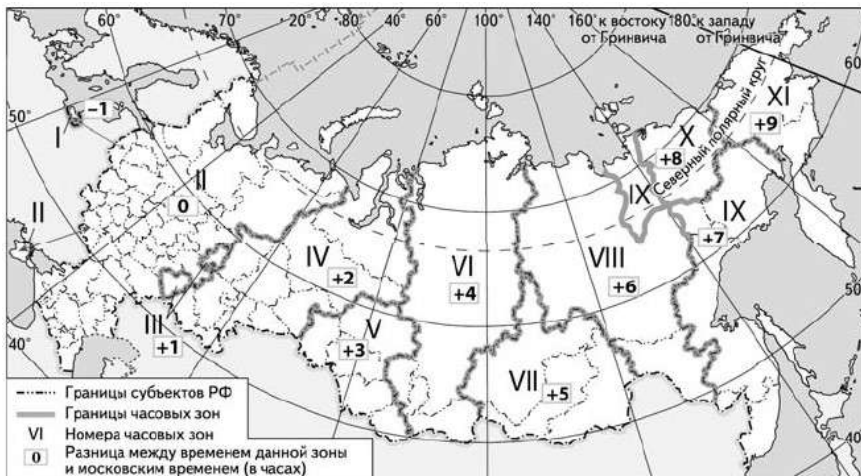 60° 70° 20° 80° 40° 60° 100° 140° 160° к востоку 180° к западу
от Гринвича от Гринвича
60°
50°
-1
I
II
0
II
III
+1
IV
+2
V
+3
VI
+4
VII
+5
VIII
+6
IX
IX
+7
X
+8
XI
+9
Северный полярный круг
50°
40°
40°
Границы субъектов РФ
Границы часовых зон
VI Номера часовых зон
0 Разница между временем данной зоны
и московским временем (в часах)